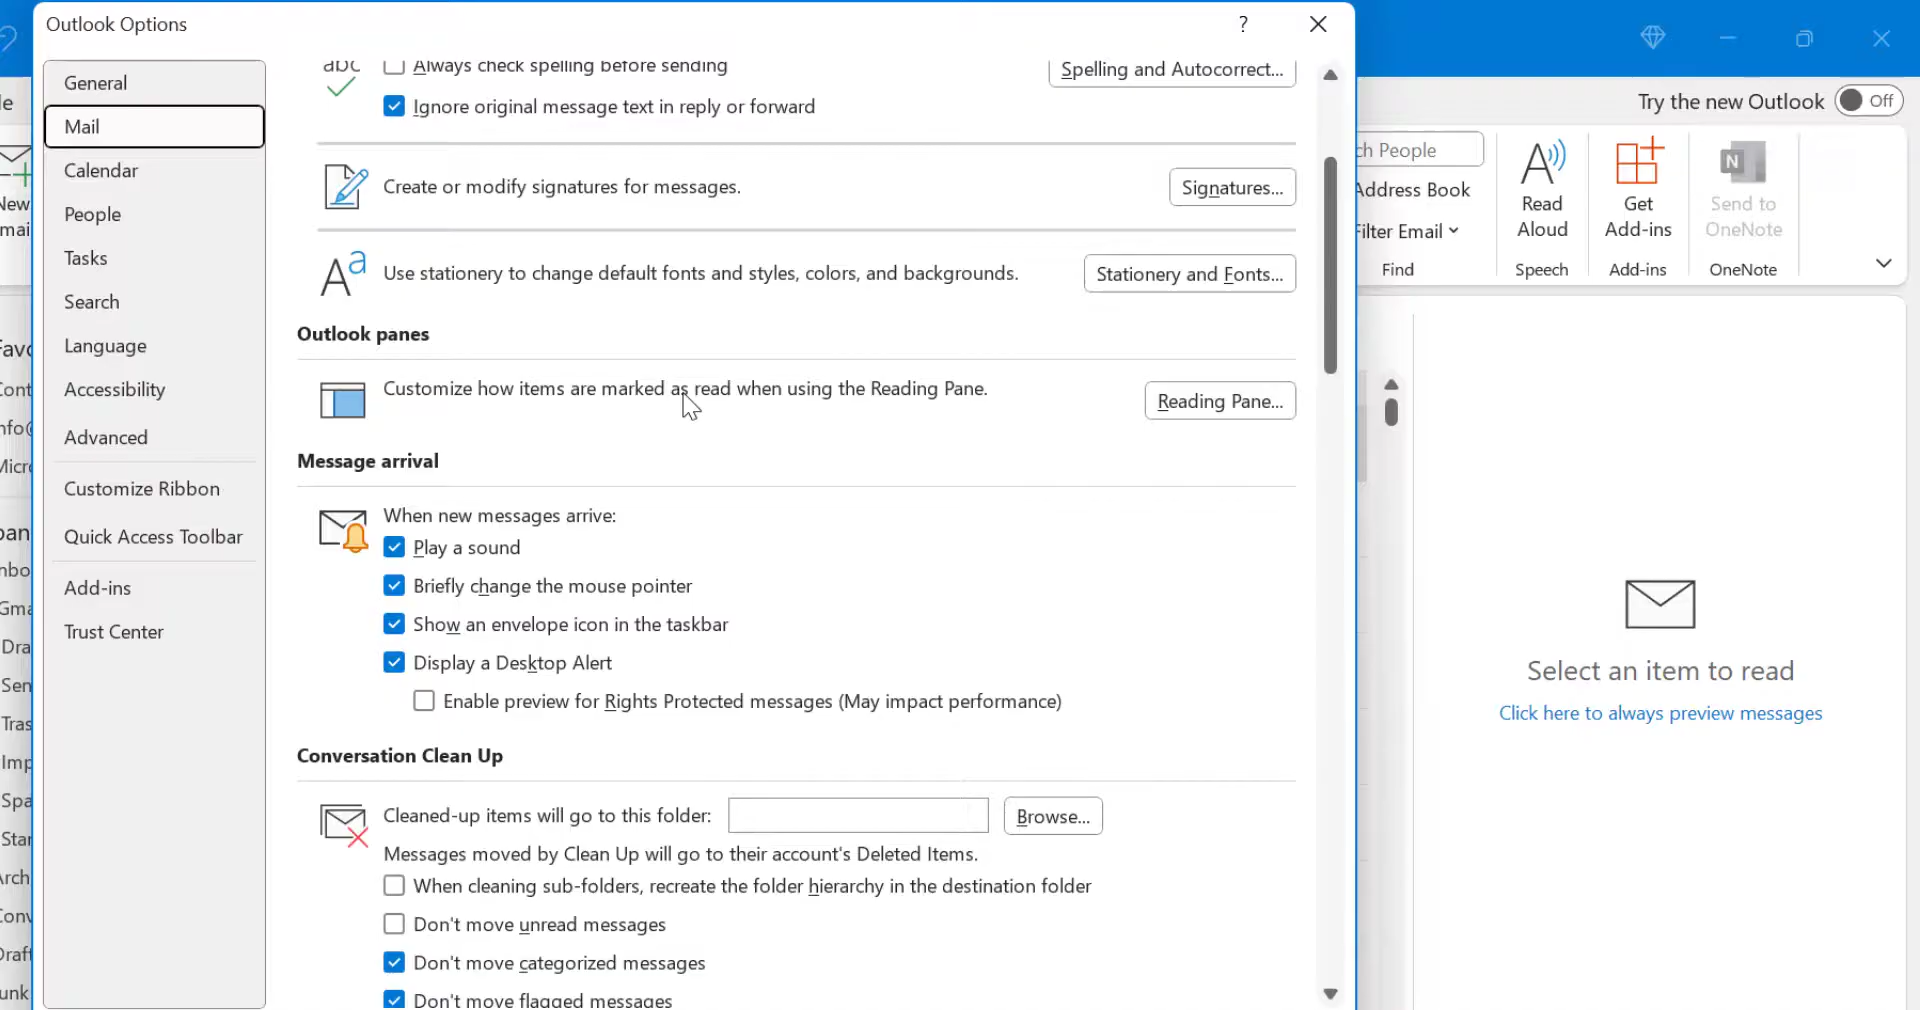 Outlook Options
?
General
Mail
Calendar
People
Tasks
Search
Language
Accessibility
Advanced
Customize Ribbon
Quick Access Toolbar
Add-ins
Trust Center
abc
Always check spelling before sending
Spelling and Autocorrect...
Ignore original message text in reply or forward
Create or modify signatures for messages.
Signatures...
Use stationery to change default fonts and styles, colors, and backgrounds.
Stationery and Fonts...
Outlook panes
Customize how items are marked as read when using the Reading Pane.
Reading Pane...
Message arrival
When new messages arrive:
Play a sound
Briefly change the mouse pointer
Show an envelope icon in the taskbar
Display a Desktop Alert
Enable preview for Rights Protected messages (May impact performance)
Conversation Clean Up
Cleaned-up items will go to this folder:
Browse...
Messages moved by Clean Up will go to their account's Deleted Items.
When cleaning sub-folders, recreate the folder hierarchy in the destination folder
Don't move unread messages
Don't move categorized messages
Don't move flagged messages
Try the new Outlook
Off
ch People
Address Book
Filter Email
Find
Read
Aloud
Speech
Get
Add-ins
Add-ins
N
Send to
OneNote
OneNote
Select an item to read
Click here to always preview messages